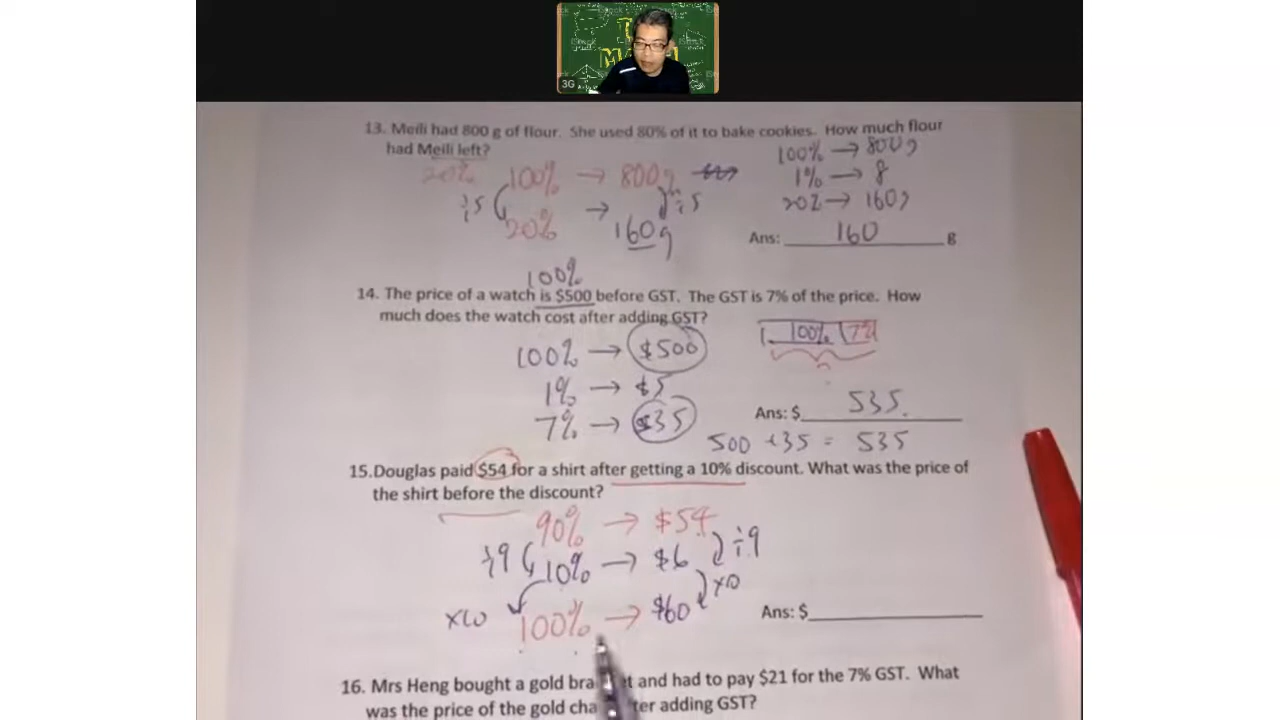 3G
13. Meili had 800 g of flour. She used 80% of it to bake cookies. How much flour
had Meili left?
20% 100% → 800g
÷5 ÷5
20% → 160g
100% → 800g
1% → 8
20% → 160g
Ans: 160 g
100%
14. The price of a watch is $500 before GST. The GST is 7% of the price. How
much does the watch cost after adding GST?
100% 7%
100% → $500
1% → $5
7% → $35
Ans: $ 535
500 + 35 = 535
15.Douglas paid $54 for a shirt after getting a 10% discount. What was the price of
the shirt before the discount?
90% → $54
÷9 10% → $6 ÷9
x10 100% → $60 x10
Ans: $
16. Mrs Heng bought a gold and had to pay $21 for the 7% GST. What
was the price of the gold adding GST?